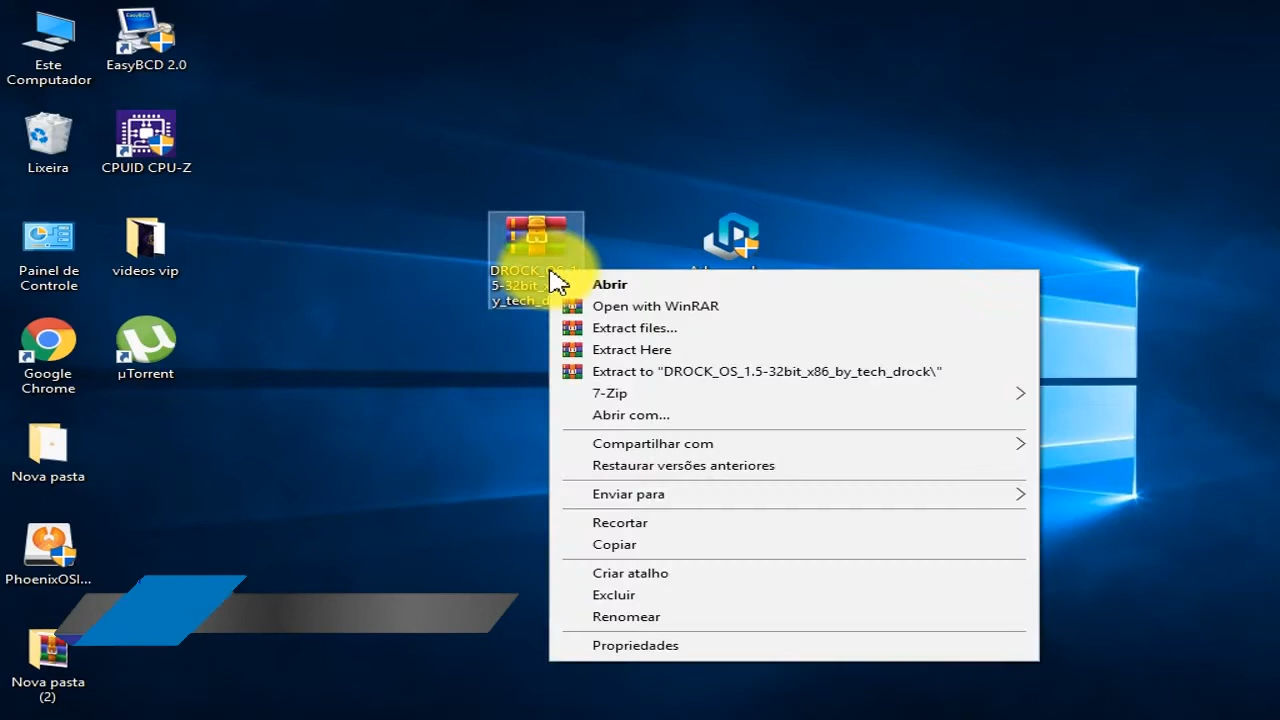 Este
Computador
EasyBCD 2.0
Lixeira
CPUID CPU-Z
Painel de
Controle
videos vip
Google
Chrome
µTorrent
Nova pasta
PhoenixOSI...
Nova pasta
(2)
DROCK_OS_1.
5-32bit_x
y_tech_d
Abrir
Open with WinRAR
Extract files...
Extract Here
Extract to "DROCK_OS_1.5-32bit_x86_by_tech_drock\"
7-Zip
Abrir com...
Compartilhar com
Restaurar versões anteriores
Enviar para
Recortar
Copiar
Criar atalho
Excluir
Renomear
Propriedades